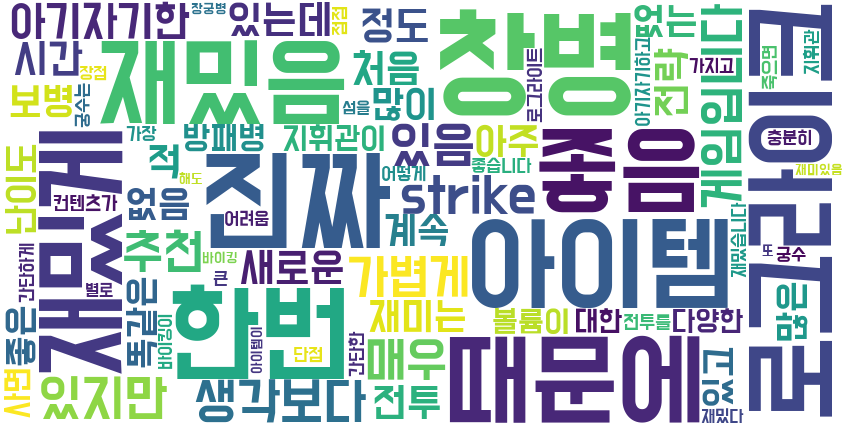 아기자기한
장궁병
있는데
점점
정도
창병
없는
로그라이크
시간
장점
재밌음
처음
로그라이트
아기자기하고
전략
가지고
게임입니다
죽으면
지휘관
보병
궁수는
섬을
많이
난이도
재밌게
가장
방패병
지휘관이
있음
아주
좋음
충분히
적
해도
진짜
어떻게
좋습니다
재미있음
컨텐츠가
없음
어려움
strike
계속
아이템
재밌습니다
또
궁수
추천
바이킹
새로운
가볍게
간단하게
별로
큰
좋은
똑같은
바이킹이
한번
아이템이
단점
간단한
재미는
볼륨이
대한
전투를
다양한
많은
매우
때문에
있고
사면
있지만
생각보다
전투
재밌다